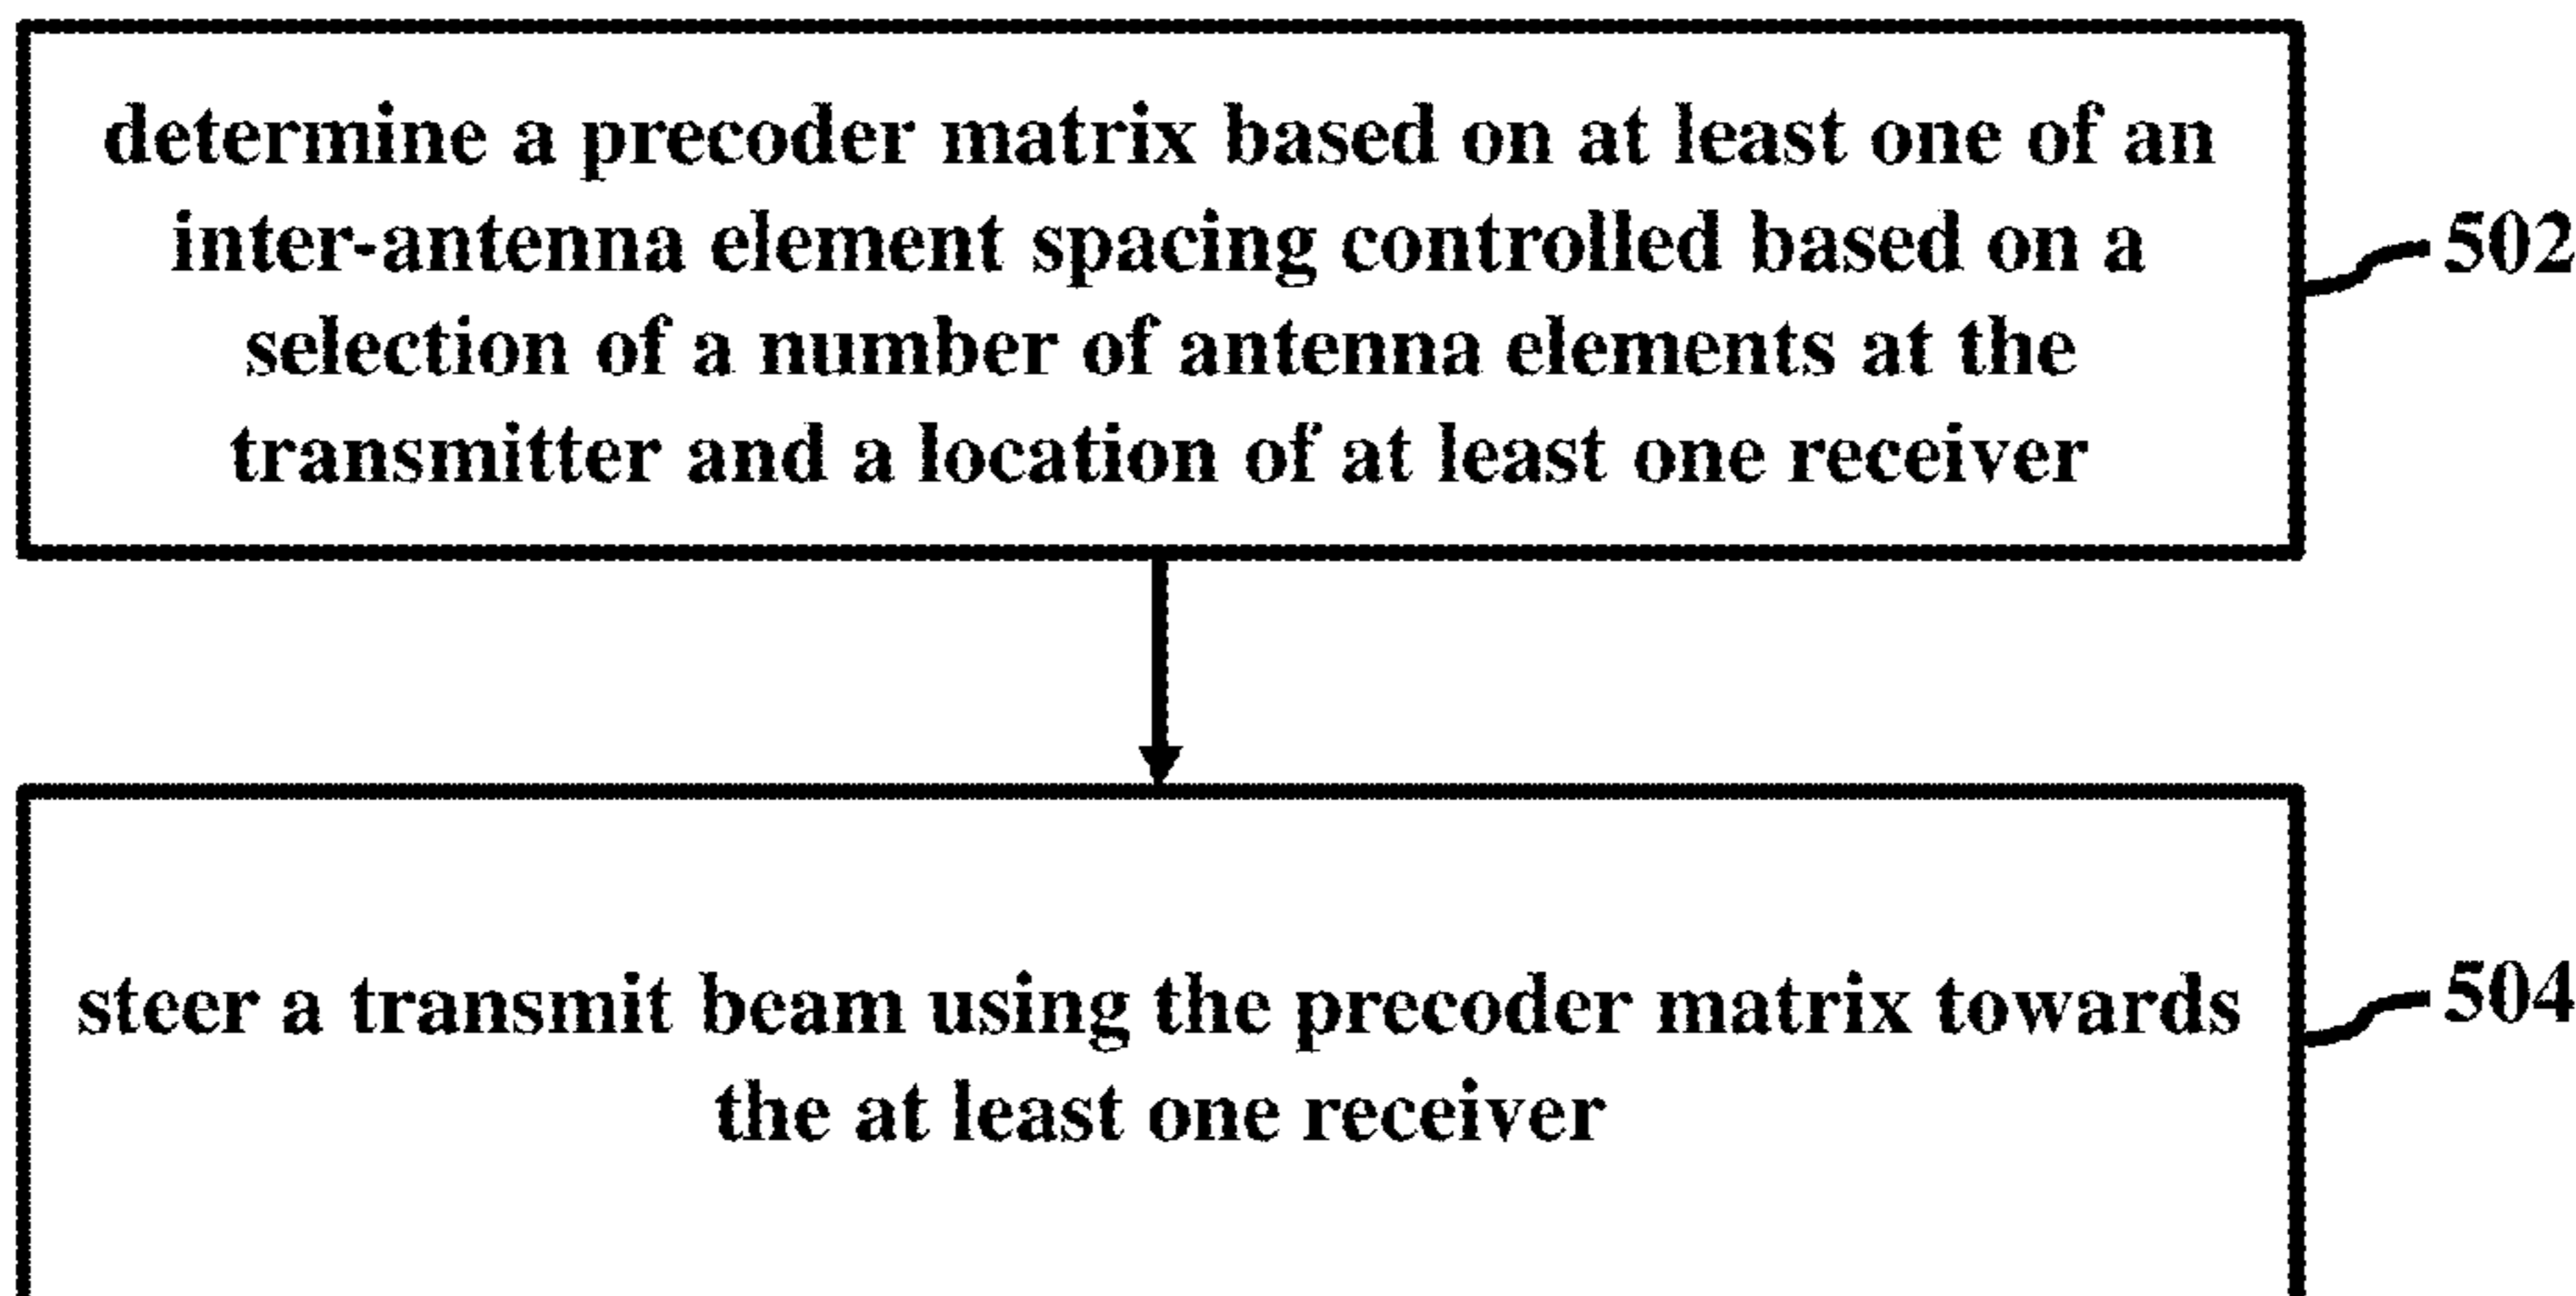 determine a precoder matrix based on at least one of an
inter-antenna element spacing controlled based on a
selection of a number of antenna elements at the
transmitter and a location of at least one receiver
502
steer a transmit beam using the precoder matrix towards
the at least one receiver
504